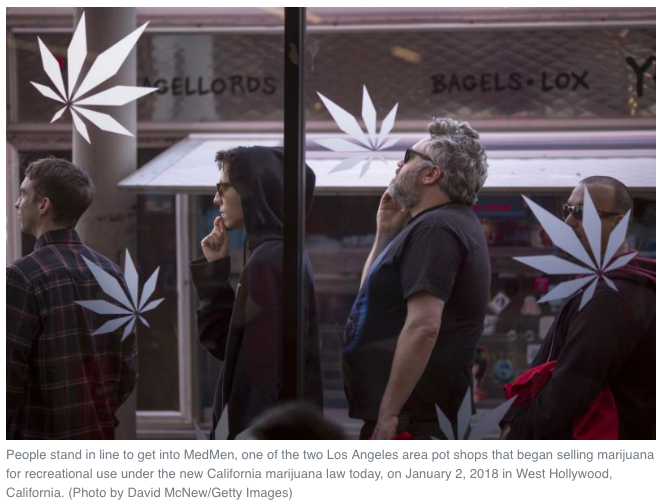 BAGELS•LOX
People stand in line to get into MedMen, one of the two Los Angeles area pot shops that began selling marijuana
for recreational use under the new California marijuana law today, on January 2, 2018 in West Hollywood,
California. (Photo by David McNew/Getty Images)